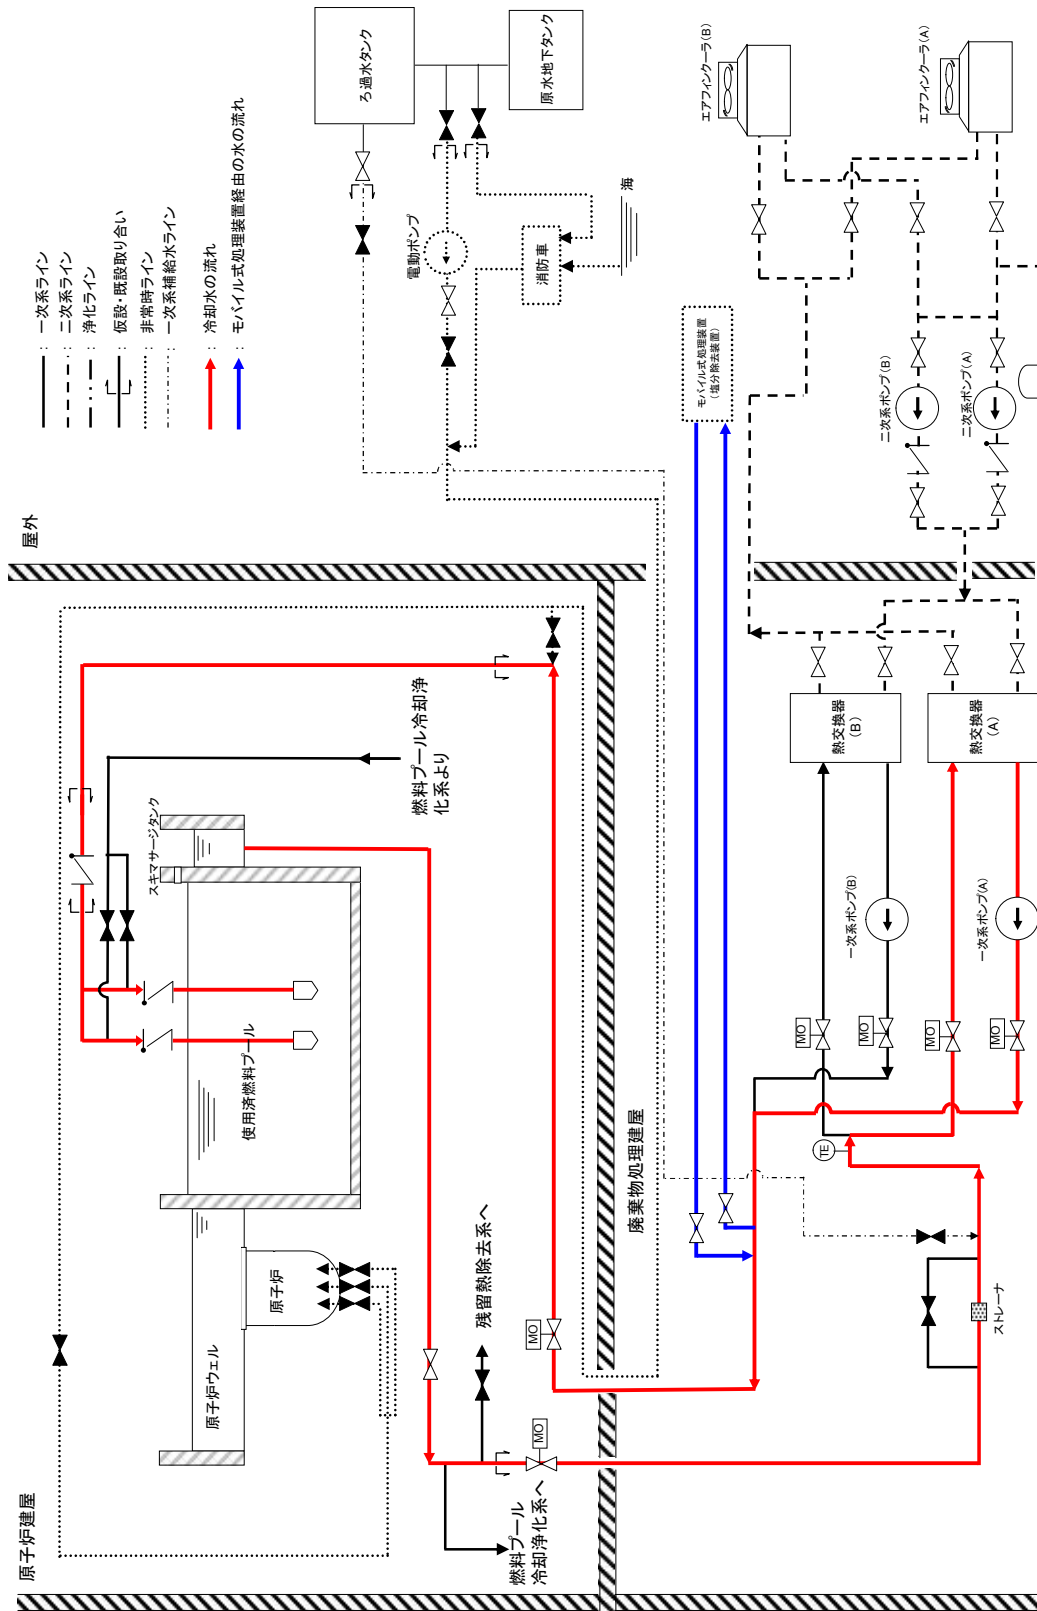 原子炉建屋
屋外
: 一次系ライン
: 二次系ライン
: 浄化ライン
: 仮設・既設取り合い
: 非常時ライン
: 一次系補給水ライン
: 冷却水の流れ
: モバイル式処理装置経由の水の流れ
ろ過水タンク
原水地下タンク
電動ポンプ
消防車
海
エアフィンクーラ(B)
エアフィンクーラ(A)
モバイル式処理装置
(塩分除去装置)
二次系ポンプ(B)
二次系ポンプ(A)
燃料プール冷却浄
化系より
スキマサージタンク
使用済燃料プール
原子炉ウェル
原子炉
残留熱除去系へ
燃料プール
冷却浄化系へ
MO
MO
廃棄物処理建屋
熱交換器
(B)
熱交換器
(A)
一次系ポンプ(B)
一次系ポンプ(A)
MO
MO
MO
MO
TE
ストレーナ